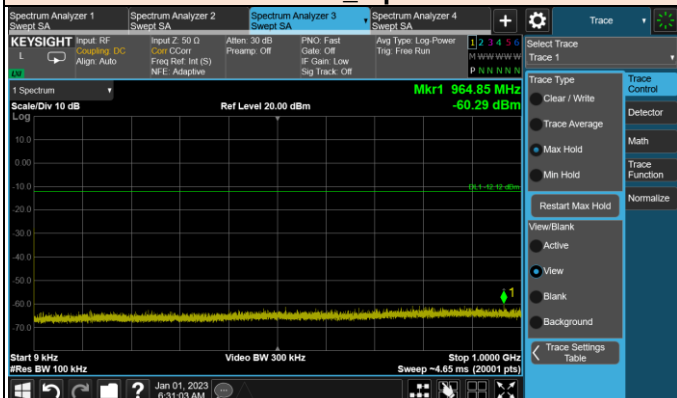 Spectrum Analyzer 1
Swept SA
Spectrum Analyzer 2
Swept SA
Spectrum Analyzer 3
Swept SA
Spectrum Analyzer 4
Swept SA
+
Trace
KEYSIGHT
L
Input: RF
Coupling: DC
Align: Auto
Input Z: 50 Ω
Corr CCorr
Freq Ref: Int (S)
NFE: Adaptive
Atten: 30 dB
Preamp: Off
PNO: Fast
Gate: Off
IF Gain: Low
Sig Track: Off
Avg Type: Log-Power
Trig: Free Run
1 2 3 4 5 6
M W W W W W
P N N N N N
Select Trace
Trace 1
1 Spectrum
Scale/Div 10 dB
Log
Ref Level 20.00 dBm
Mkr1 964.85 MHz
-60.29 dBm
10.0
0.00
-10.0
-20.0
-30.0
-40.0
-50.0
-60.0
-70.0
DL1 -12.12 dBm
1
Start 9 kHz
#Res BW 100 kHz
Video BW 300 kHz
Stop 1.0000 GHz
Sweep ~4.65 ms (20001 pts)
Trace Type
Clear / Write
Trace Average
Max Hold
Min Hold
Restart Max Hold
View/Blank
Active
View
Blank
Background
Trace Settings
Table
Trace
Control
Detector
Math
Trace
Function
Normalize
?
Jan 01, 2023
6:31:03 AM